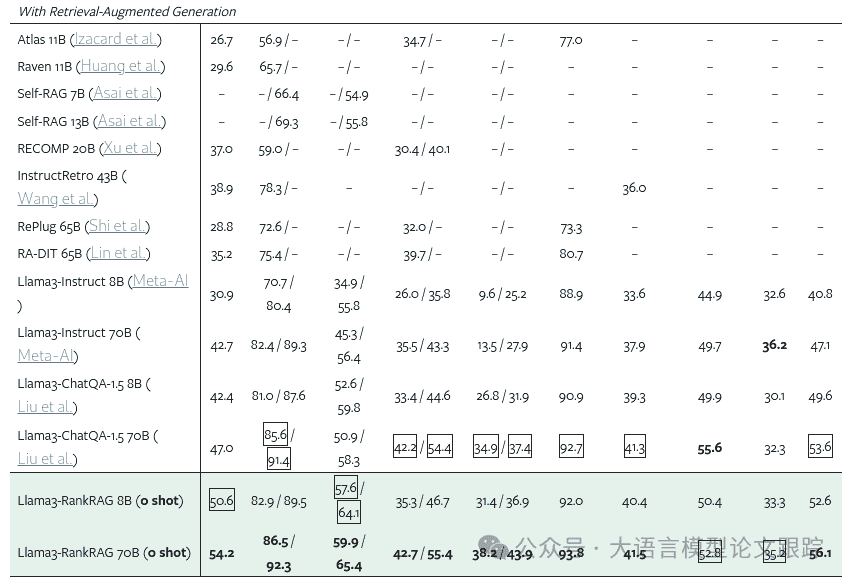 With Retrieval-Augmented Generation
Atlas 11B (Izacard et al.) 26.7 56.9 / – – / – 34.7 / – – / – 77.0 – – – –
Raven 11B (Huang et al.) 29.6 65.7 / – – / – – / – – / – – – – – –
Self-RAG 7B (Asai et al.) – – / 66.4 – / 54.9 – / – – / – – – – – –
Self-RAG 13B (Asai et al.) – – / 69.3 – / 55.8 – / – – / – – – – – –
RECOMP 20B (Xu et al.) 37.0 59.0 / – – / – 30.4 / 40.1 – / – – – – – –
InstructRetro 43B (
Wang et al.) 38.9 78.3 / – – – / – – / – – 36.0 – – –
RePlug 65B (Shi et al.) 28.8 72.6 / – – / – 32.0 / – – / – 73.3 – – – –
RA-DIT 65B (Lin et al.) 35.2 75.4 / – – / – 39.7 / – – / – 80.7 – – – –
Llama3-Instruct 8B (Meta-AI
) 30.9 70.7 / 80.4 34.9 / 55.8 26.0 / 35.8 9.6 / 25.2 88.9 33.6 44.9 32.6 40.8
Llama3-Instruct 70B (
Meta-AI) 42.7 82.4 / 89.3 45.3 / 56.4 35.5 / 43.3 13.5 / 27.9 91.4 37.9 49.7 36.2 47.1
Llama3-ChatQA-1.5 8B (
Liu et al.) 42.4 81.0 / 87.6 52.6 / 59.8 33.4 / 44.6 26.8 / 31.9 90.9 39.3 49.9 30.1 49.6
Llama3-ChatQA-1.5 70B (
Liu et al.) 47.0 85.6 / 91.4 50.9 / 58.3 42.2 / 54.4 34.9 / 37.4 92.7 41.3 55.6 32.3 53.6
Llama3-RankRAG 8B (0 shot) 50.6 82.9 / 89.5 57.6 / 64.1 35.3 / 46.7 31.4 / 36.9 92.0 40.4 50.4 33.3 52.6
Llama3-RankRAG 70B (0 shot) 54.2 86.5 / 92.3 59.9 / 65.4 42.7 / 55.4 38.2 / 43.9 93.8 41.5 52.8 35.2 56.1
公众号 · 大语言模型论文跟踪